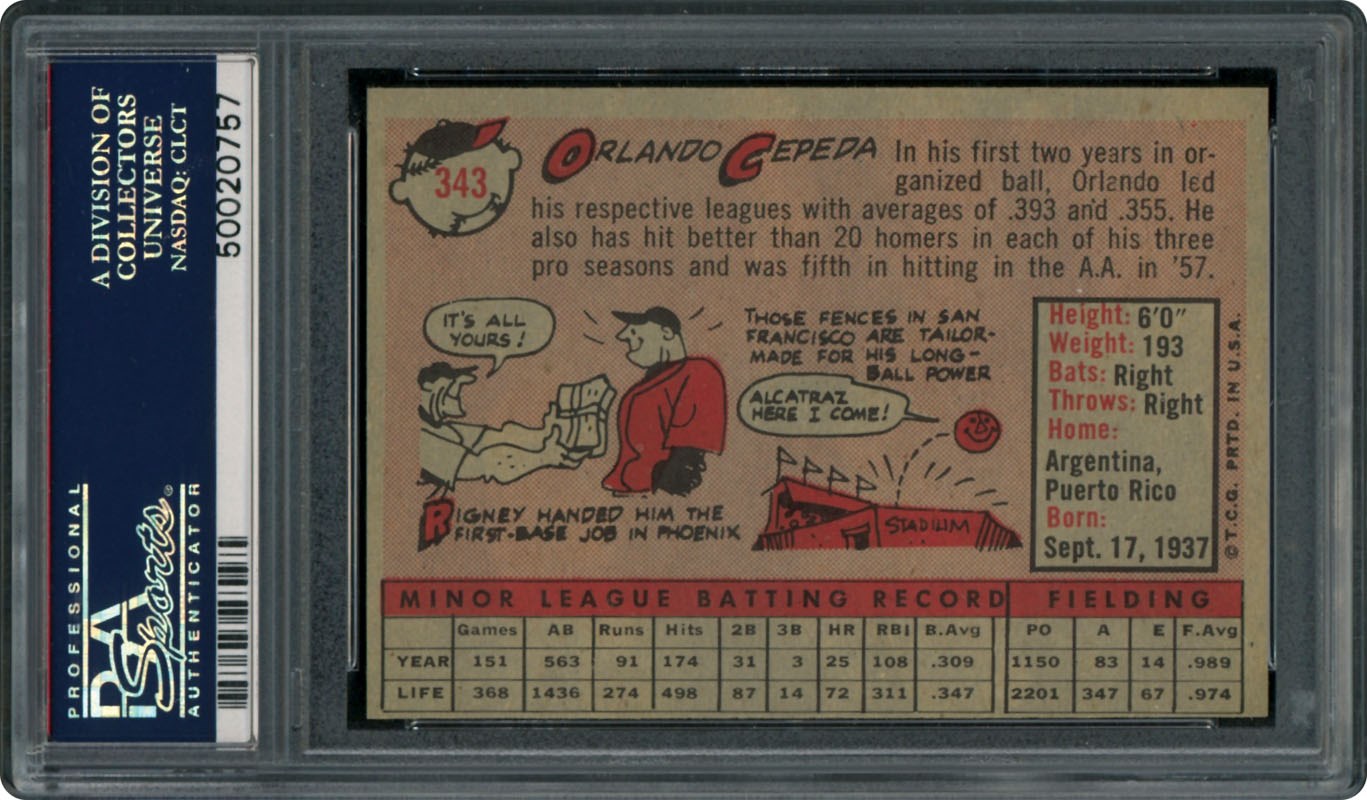 A DIVISION OF
COLLECTORS
UNIVERSE
NASDAQ: CLCT
50020757
PROFESSIONAL
PSA
Sports®
AUTHENTICATOR
343
ORLANDO CEPEDA
In his first two years in or-
ganized ball, Orlando led
his respective leagues with averages of .393 and .355. He
also has hit better than 20 homers in each of his three
pro seasons and was fifth in hitting in the A.A. in '57.
IT'S ALL
YOURS!
RIGNEY HANDED HIM THE
FIRST-BASE JOB IN PHOENIX
THOSE FENCES IN SAN
FRANCISCO ARE TAILOR-
MADE FOR HIS LONG-
BALL POWER
ALCATRAZ
HERE I COME!
STADIUM
Height: 6'0"
Weight: 193
Bats: Right
Throws: Right
Home:
Argentina,
Puerto Rico
Born:
Sept. 17, 1937
© T.C.G. PRTD. IN U.S.A.
MINOR LEAGUE BATTING RECORD FIELDING
Games AB Runs Hits 2B 3B HR RBI B.Avg PO A E F.Avg
YEAR 151 563 91 174 31 3 25 108 .309 1150 83 14 .989
LIFE 368 1436 274 498 87 14 72 311 .347 2201 347 67 .974